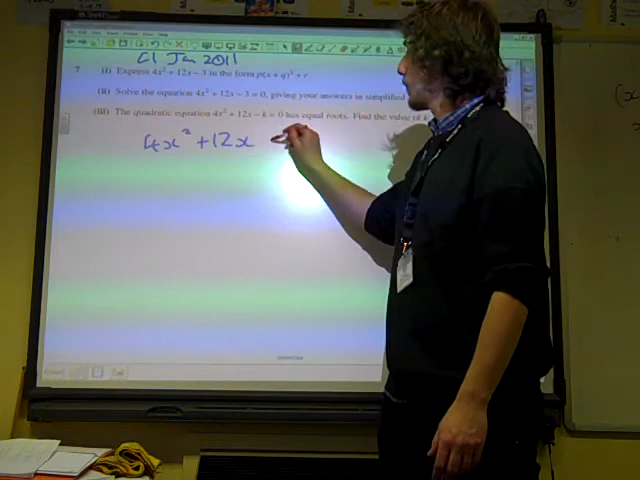 C1 Jan 2011
7 (i) Express 4x² + 12x − 3 in the form p(x + q)² + r.
(ii) Solve the equation 4x² + 12x − 3 = 0, giving your answers in simplified
(iii) The quadratic equation 4x² + 12x − k = 0 has equal roots. Find the value of k
4x² + 12x